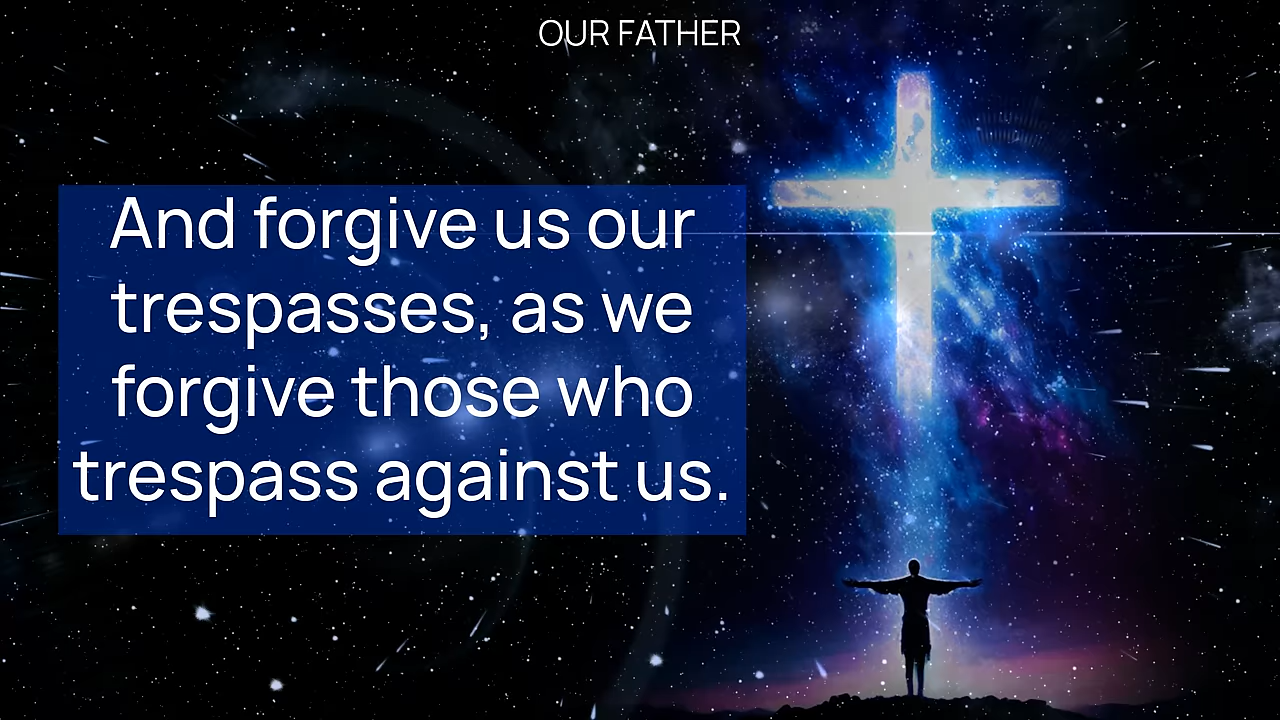 OUR FATHER
And forgive us our
trespasses, as we
forgive those who
trespass against us.